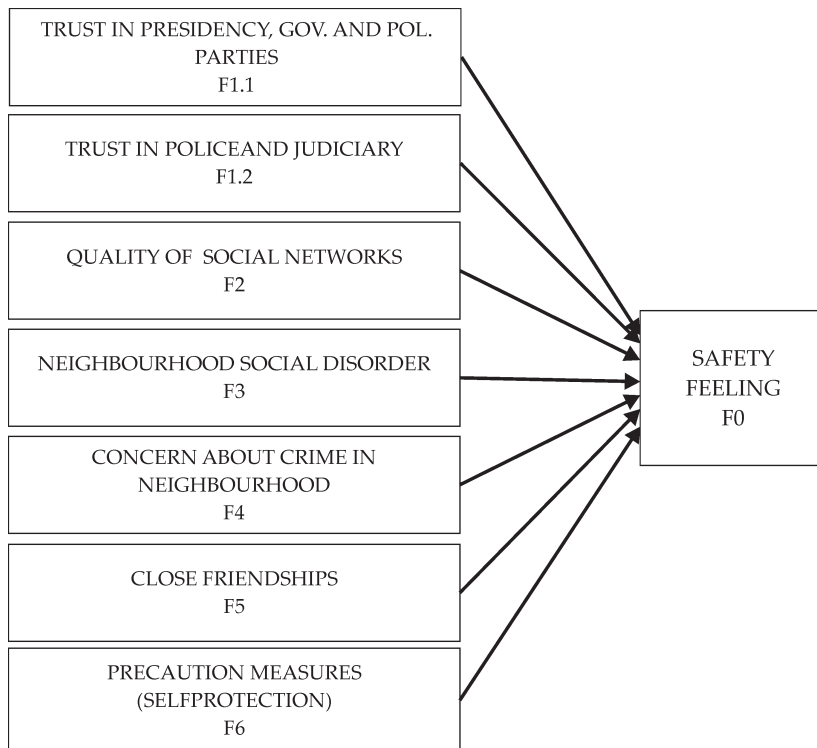 TRUST IN PRESIDENCY, GOV. AND POL.
PARTIES
F1.1
TRUST IN POLICEAND JUDICIARY
F1.2
QUALITY OF SOCIAL NETWORKS
F2
NEIGHBOURHOOD SOCIAL DISORDER
F3
CONCERN ABOUT CRIME IN
NEIGHBOURHOOD
F4
CLOSE FRIENDSHIPS
F5
PRECAUTION MEASURES
(SELFPROTECTION)
F6
SAFETY
FEELING
F0